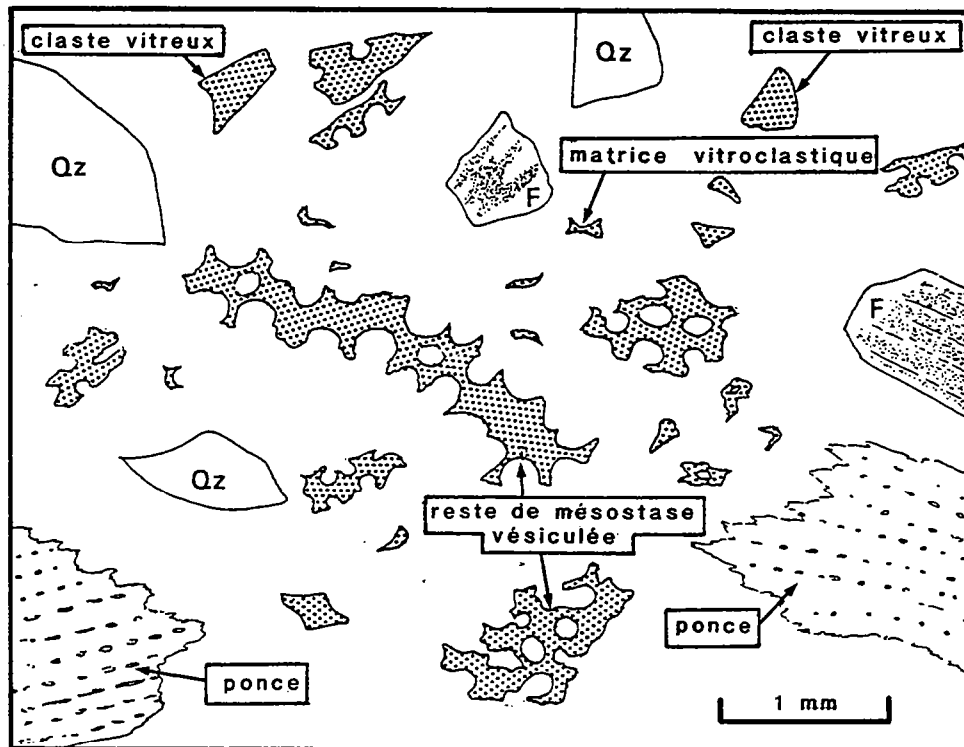 claste vitreux
claste vitreux
Qz
Qz
matrice vitroclastique
F
F
Qz
reste de mésostase
vésiculée
ponce
ponce
1 mm